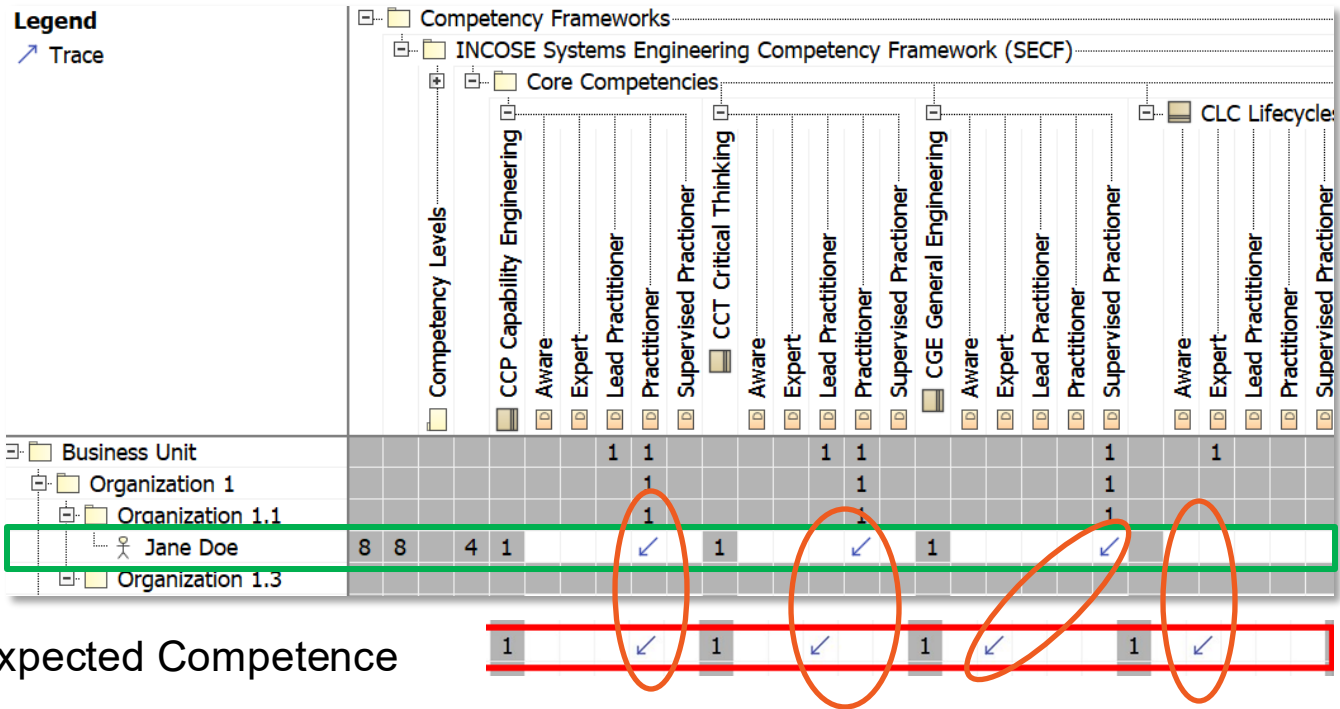 Legend
Trace
Competency Frameworks
INCOSE Systems Engineering Competency Framework (SECF)
Core Competencies
Competency Levels
CCP Capability Engineering
Aware
Expert
Lead Practitioner
Practitioner
Supervised Practioner
CCT Critical Thinking
Aware
Expert
Lead Practitioner
Practitioner
Supervised Practioner
CGE General Engineering
Aware
Expert
Lead Practitioner
Practitioner
Supervised Practioner
CLC Lifecycles
Aware
Expert
Lead Practitioner
Practitioner
Supervised Practioner
Business Unit 1 1 1 1 1 1
Organization 1 1 1 1
Organization 1.1 1 1 1
Jane Doe 8 8 4 1 1 1
Organization 1.3
xpected Competence 1 1 1 1